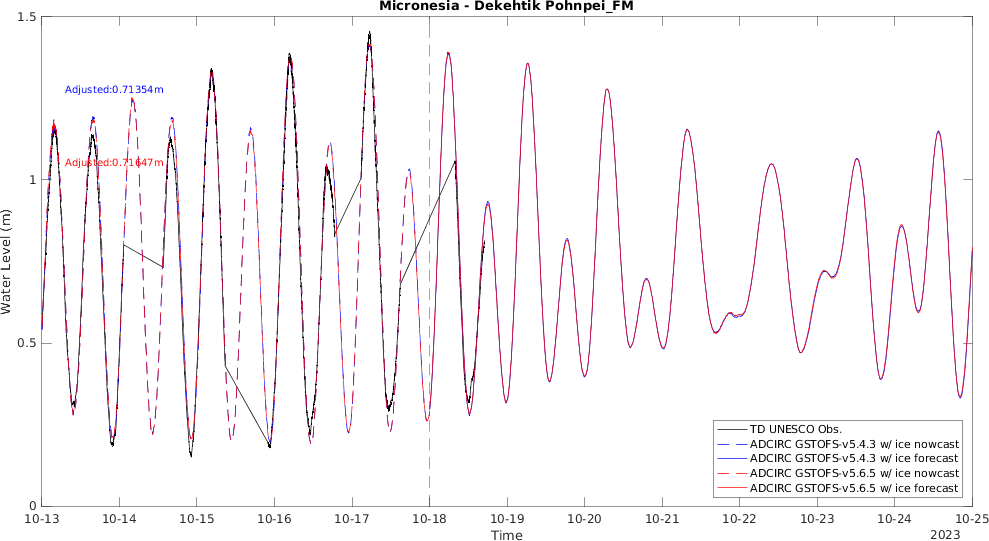 Micronesia - Dekehtik Pohnpei_FM
1.5
Adjusted:0.71354m
Adjusted:0.71647m
1
Water Level (m)
0.5
0
TD UNESCO Obs.
ADCIRC GSTOFS-v5.4.3 w/ ice nowcast
ADCIRC GSTOFS-v5.4.3 w/ ice forecast
ADCIRC GSTOFS-v5.6.5 w/ ice nowcast
ADCIRC GSTOFS-v5.6.5 w/ ice forecast
10-13 10-14 10-15 10-16 10-17 10-18 10-19 10-20 10-21 10-22 10-23 10-24 10-25
Time
2023